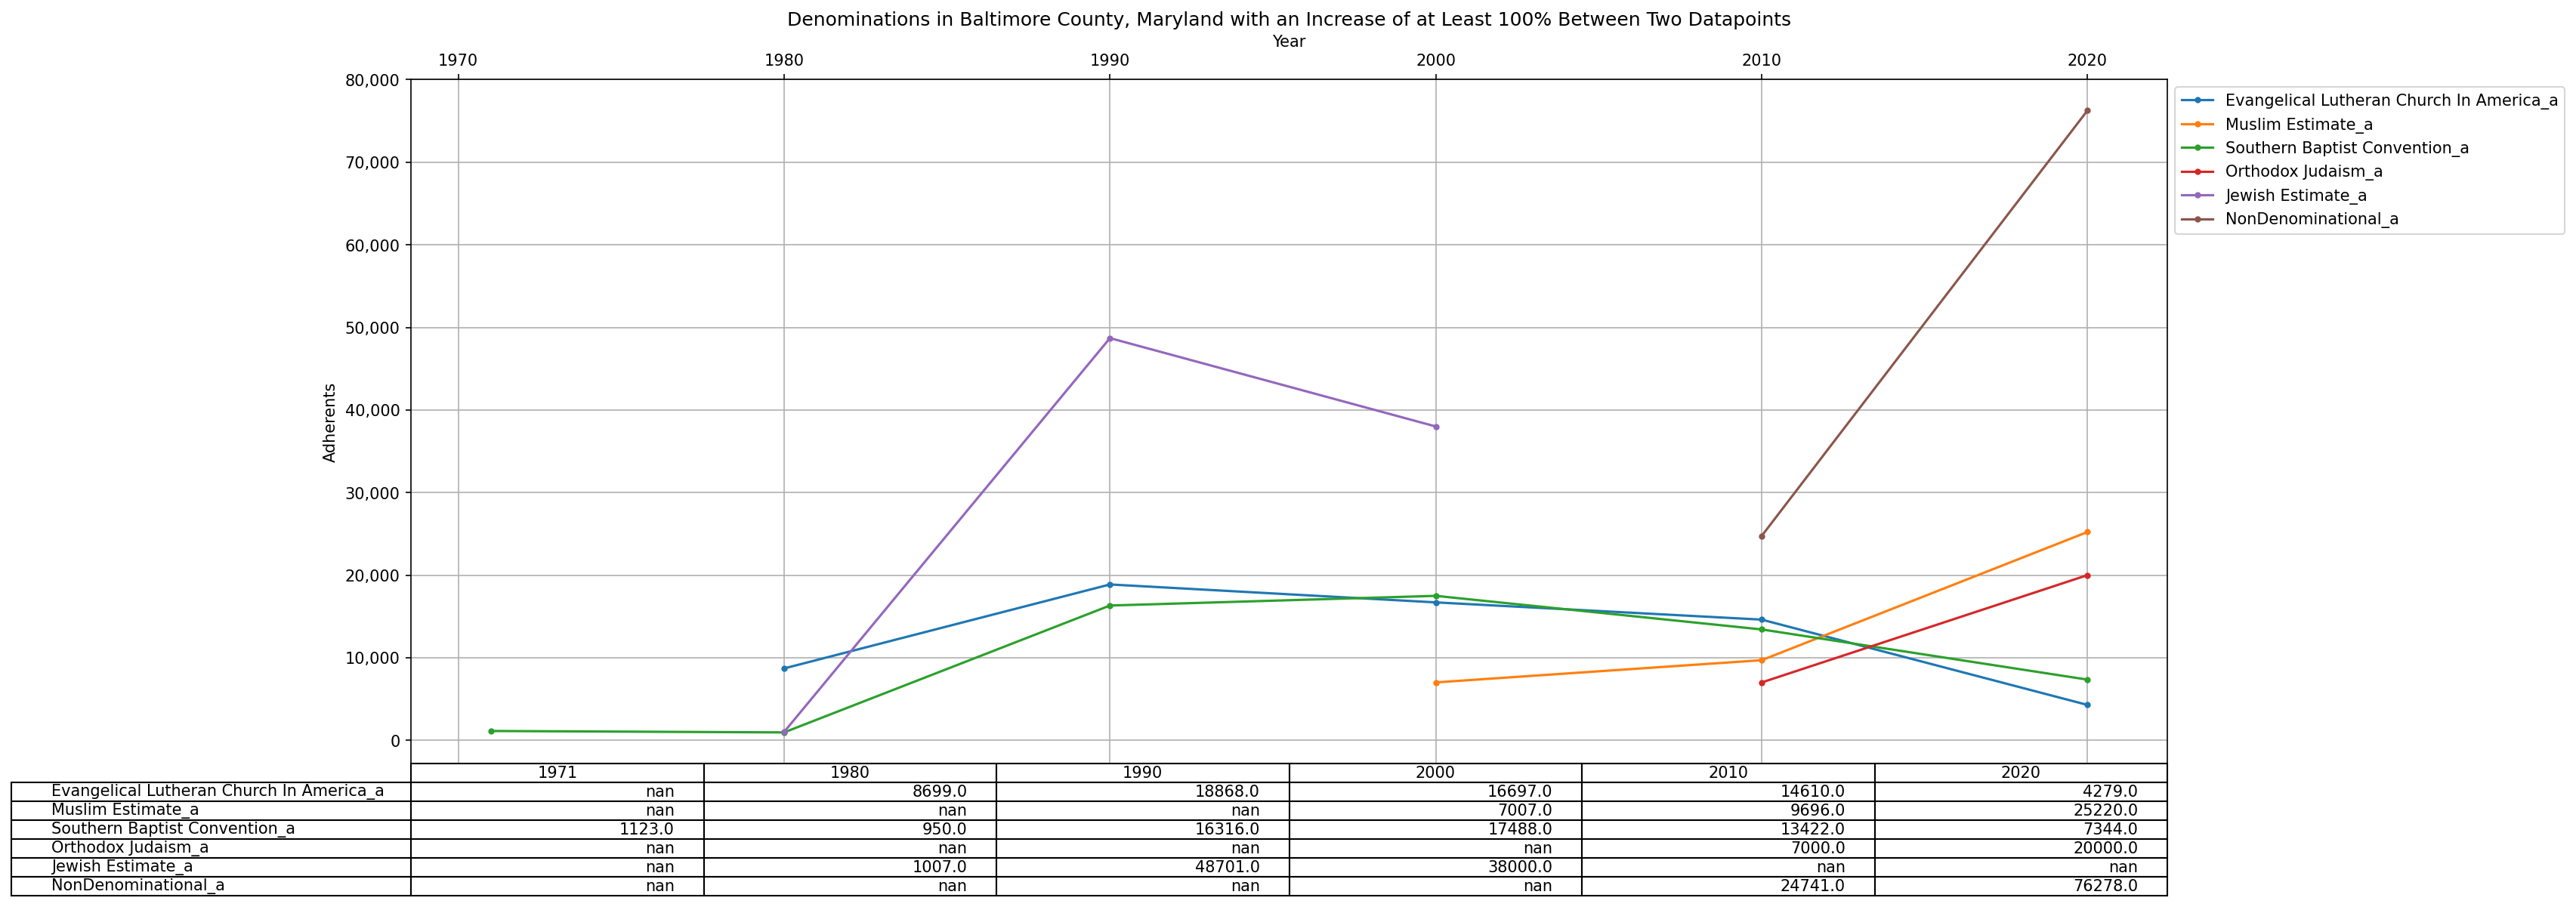 Denominations in Baltimore County, Maryland with an Increase of at Least 100% Between Two Datapoints
Year
1970 1980 1990 2000 2010 2020
80,000
70,000
60,000
50,000
40,000
30,000
20,000
10,000
0
Adherents
Evangelical Lutheran Church In America_a
Muslim Estimate_a
Southern Baptist Convention_a
Orthodox Judaism_a
Jewish Estimate_a
NonDenominational_a
1971 1980 1990 2000 2010 2020
Evangelical Lutheran Church In America_a nan 8699.0 18868.0 16697.0 14610.0 4279.0
Muslim Estimate_a nan nan nan 7007.0 9696.0 25220.0
Southern Baptist Convention_a 1123.0 950.0 16316.0 17488.0 13422.0 7344.0
Orthodox Judaism_a nan nan nan nan 7000.0 20000.0
Jewish Estimate_a nan 1007.0 48701.0 38000.0 nan nan
NonDenominational_a nan nan nan nan 24741.0 76278.0